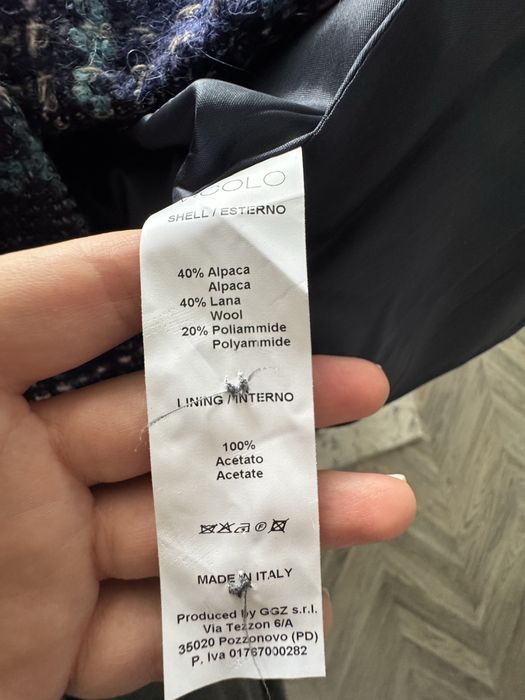 SHELL / ESTERNO
40% Alpaca
Alpaca
40% Lana
Wool
20% Poliammide
Polyammide
LINING / INTERNO
100%
Acetato
Acetate
MADE IN ITALY
Produced by GGZ s.r.l.
Via Tezzon 6/A
35020 Pozzonovo (PD)
P. Iva 01767000282